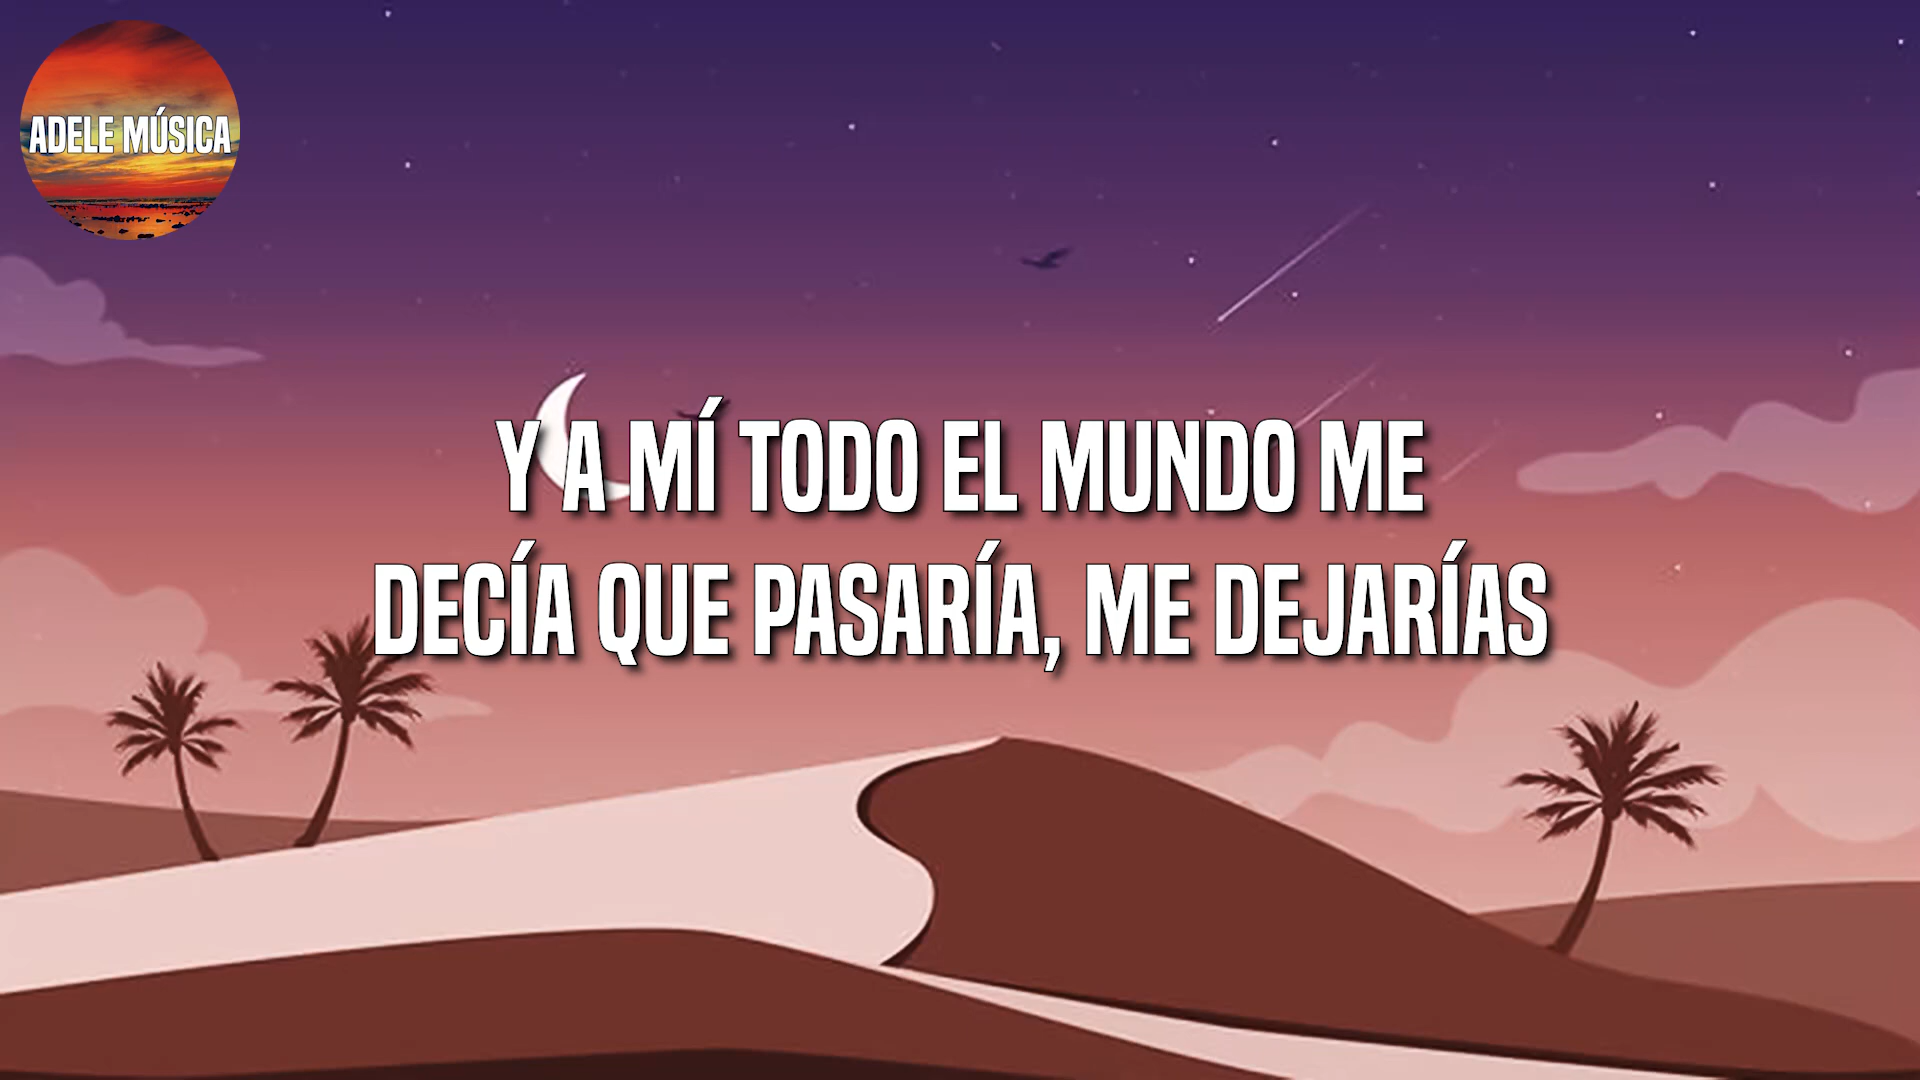 ADELE MÚSICA
Y A MÍ TODO EL MUNDO ME
DECÍA QUE PASARÍA, ME DEJARÍAS